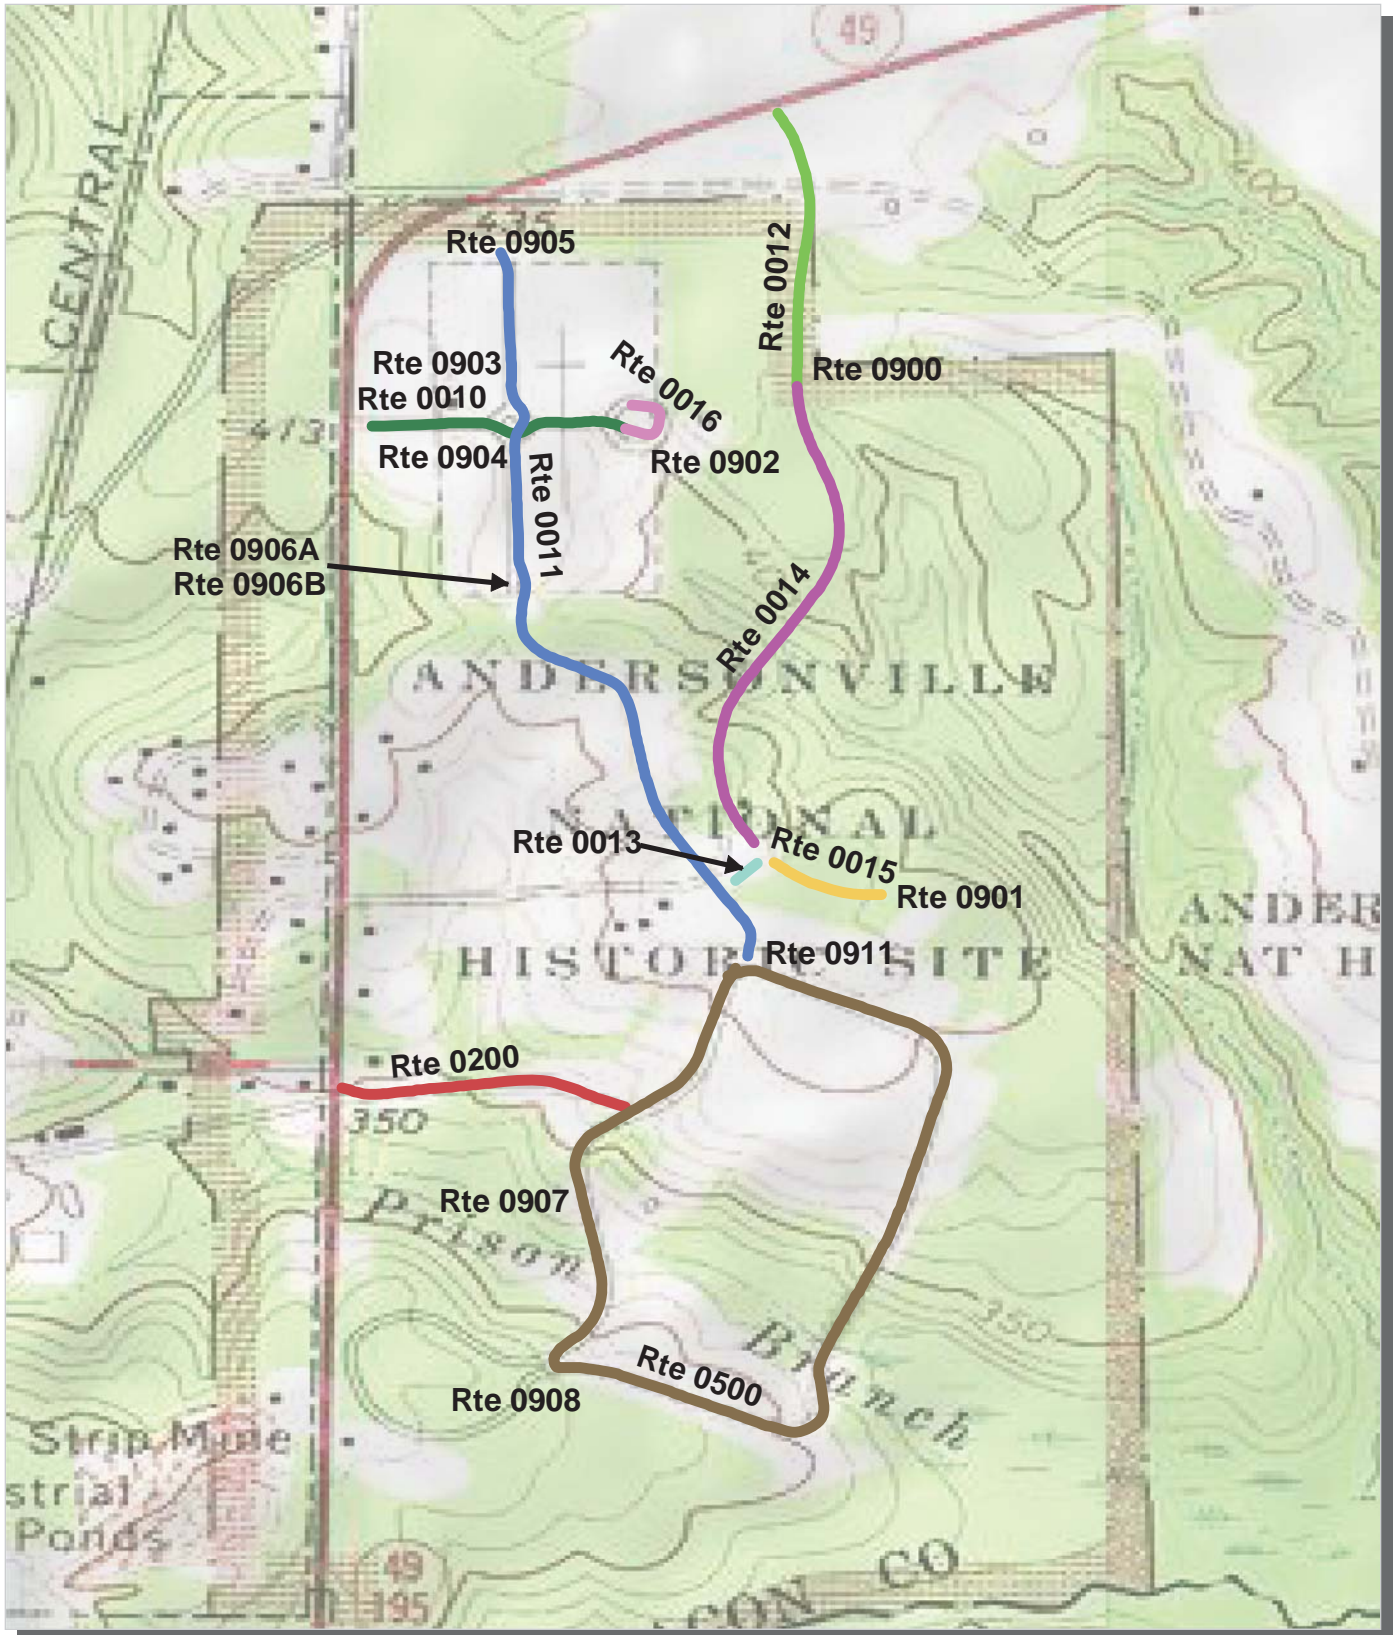 49
CENTRAL
435
Rte 0905
Rte 0012
Rte 0903
Rte 0016
Rte 0900
Rte 0010
413
Rte 0904
Rte 0902
Rte 0011
Rte 0906A
Rte 0906B
Rte 0014
ANDERSONVILLE
NATIONAL
Rte 0013
Rte 0015
Rte 0901
ANDER
HISTORIC SITE
NAT H
Rte 0911
Rte 0200
350
Rte 0907
Prison
350
Branch
Rte 0500
Rte 0908
Strip Mine
strial
Ponds
49
195
CO
CON